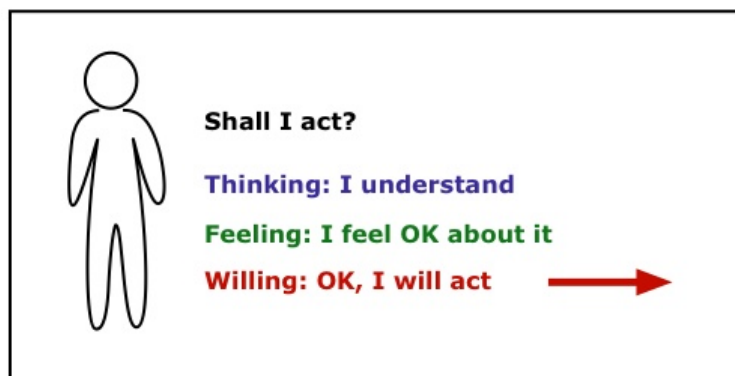 Shall I act?
Thinking: I understand
Feeling: I feel OK about it
Willing: OK, I will act